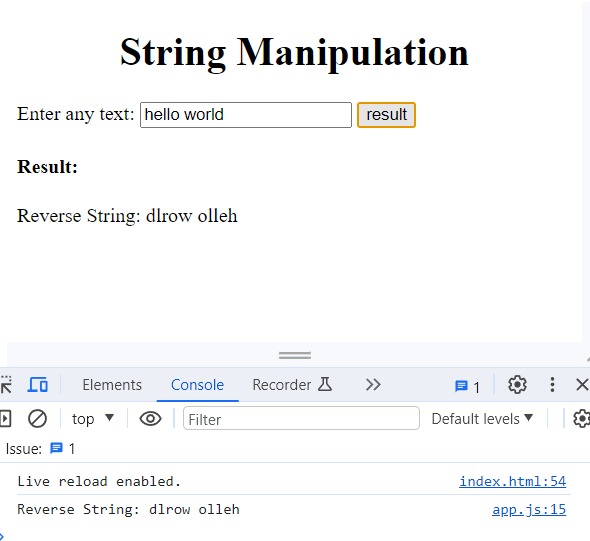 String Manipulation
Enter any text: hello world result
Result:
Reverse String: dlrow olleh
Elements Console Recorder 1
top Filter Default levels
Issue: 1
Live reload enabled. index.html:54
Reverse String: dlrow olleh app.js:15